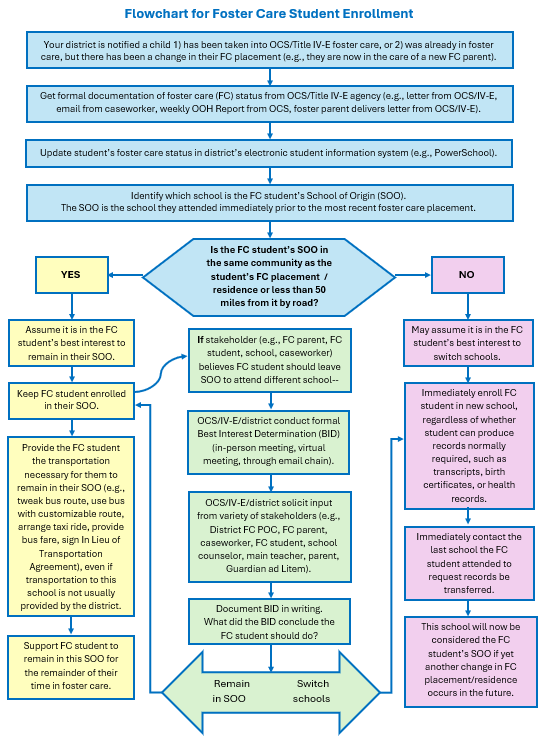 Flowchart for Foster Care Student Enrollment
Your district is notified a child 1) has been taken into OCS/Title IV-E foster care, or 2) was already in foster
care, but there has been a change in their FC placement (e.g., they are now in the care of a new FC parent).
Get formal documentation of foster care (FC) status from OCS/Title IV-E agency (e.g., letter from OCS/IV-E,
email from caseworker, weekly OOH Report from OCS, foster parent delivers letter from OCS/IV-E).
Update student's foster care status in district's electronic student information system (e.g., PowerSchool).
Identify which school is the FC student's School of Origin (SOO).
The SOO is the school they attended immediately prior to the most recent foster care placement.
Is the FC student's SOO in
the same community as the
student's FC placement /
residence or less than 50
miles from it by road?
YES
NO
Assume it is in the FC
student's best interest to
remain in their SOO.
Keep FC student enrolled
in their SOO.
Provide the FC student
the transportation
necessary for them to
remain in their SOO (e.g.,
tweak bus route, use bus
with customizable route,
arrange taxi ride, provide
bus fare, sign In Lieu of
Transportation
Agreement), even if
transportation to this
school is not usually
provided by the district.
Support FC student to
remain in this SOO for
the remainder of their
time in foster care.
If stakeholder (e.g., FC parent, FC
student, school, caseworker)
believes FC student should leave
SOO to attend different school--
OCS/IV-E/district conduct formal
Best Interest Determination (BID)
(in-person meeting, virtual
meeting, through email chain).
OCS/IV-E/district solicit input
from variety of stakeholders (e.g.,
District FC POC, FC parent,
caseworker, FC student, school
counselor, main teacher, parent,
Guardian ad Litem).
Document BID in writing.
What did the BID conclude the
FC student should do?
Remain
in SOO
Switch
schools
May assume it is in the FC
student's best interest to
switch schools.
Immediately enroll FC
student in new school,
regardless of whether
student can produce
records normally
required, such as
transcripts, birth
certificates, or health
records.
Immediately contact the
last school the FC
student attended to
request records be
transferred.
This school will now be
considered the FC
student's SOO if yet
another change in FC
placement/residence
occurs in the future.